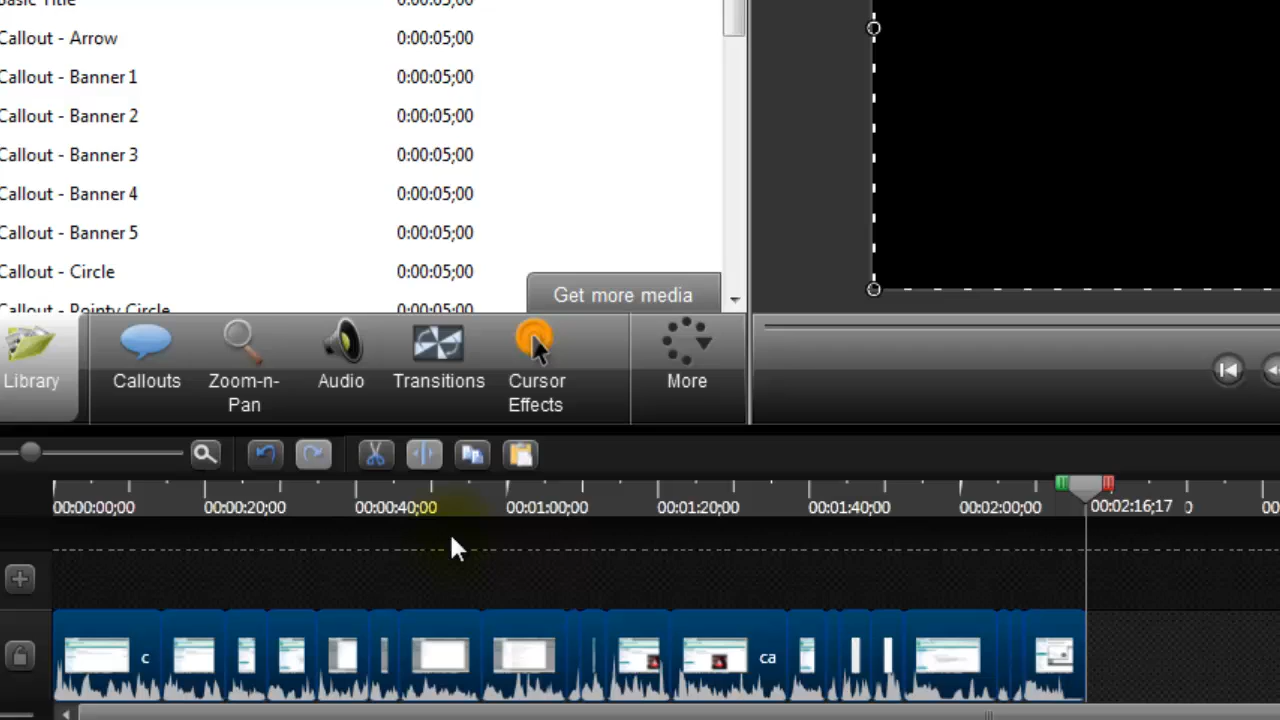 Basic Title 0:00:05;00
Callout - Arrow 0:00:05;00
Callout - Banner 1 0:00:05;00
Callout - Banner 2 0:00:05;00
Callout - Banner 3 0:00:05;00
Callout - Banner 4 0:00:05;00
Callout - Banner 5 0:00:05;00
Callout - Circle 0:00:05;00
Callout - Pointy Circle 0:00:05;00
Get more media
Library
Callouts
Zoom-n-
Pan
Audio
Transitions
Cursor
Effects
More
00:00:00;00 00:00:20;00 00:00:40;00 00:01:00;00 00:01:20;00 00:01:40;00 00:02:00;00 00:02:16;17 0 00
c
ca